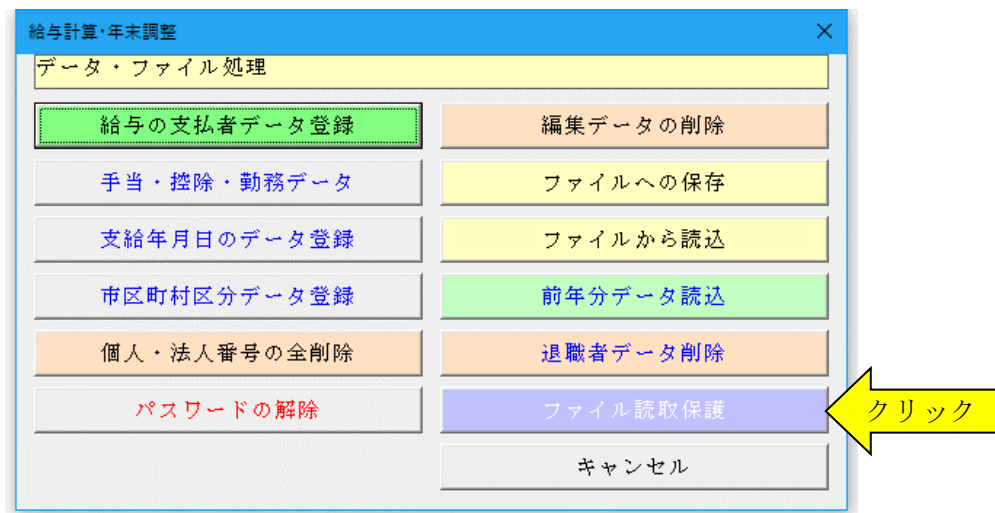 給与計算・年末調整
データ・ファイル処理
給与の支払者データ登録
編集データの削除
手当・控除・勤務データ
ファイルへの保存
支給年月日のデータ登録
ファイルから読込
市区町村区分データ登録
前年分データ読込
個人・法人番号の全削除
退職者データ削除
パスワードの解除
ファイル読取保護
クリック
キャンセル